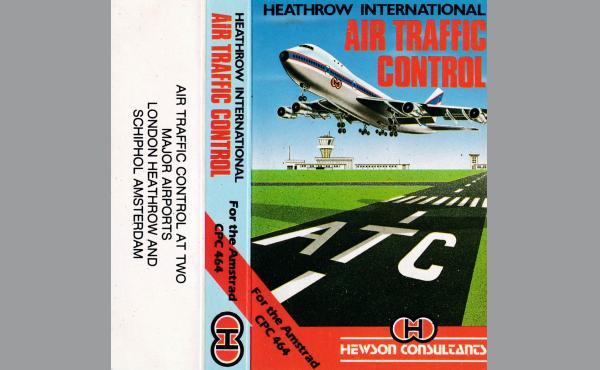 AIR TRAFFIC CONTROL AT TWO
MAJOR AIRPORTS
LONDON HEATHROW AND
SCHIPHOL AMSTERDAM
HEATHROW INTERNATIONAL
AIR TRAFFIC CONTROL
For the Amstrad
CPC 464
H
HEATHROW INTERNATIONAL
AIR TRAFFIC
CONTROL
ATC
For the Amstrad
CPC 464
H
HEWSON CONSULTANTS